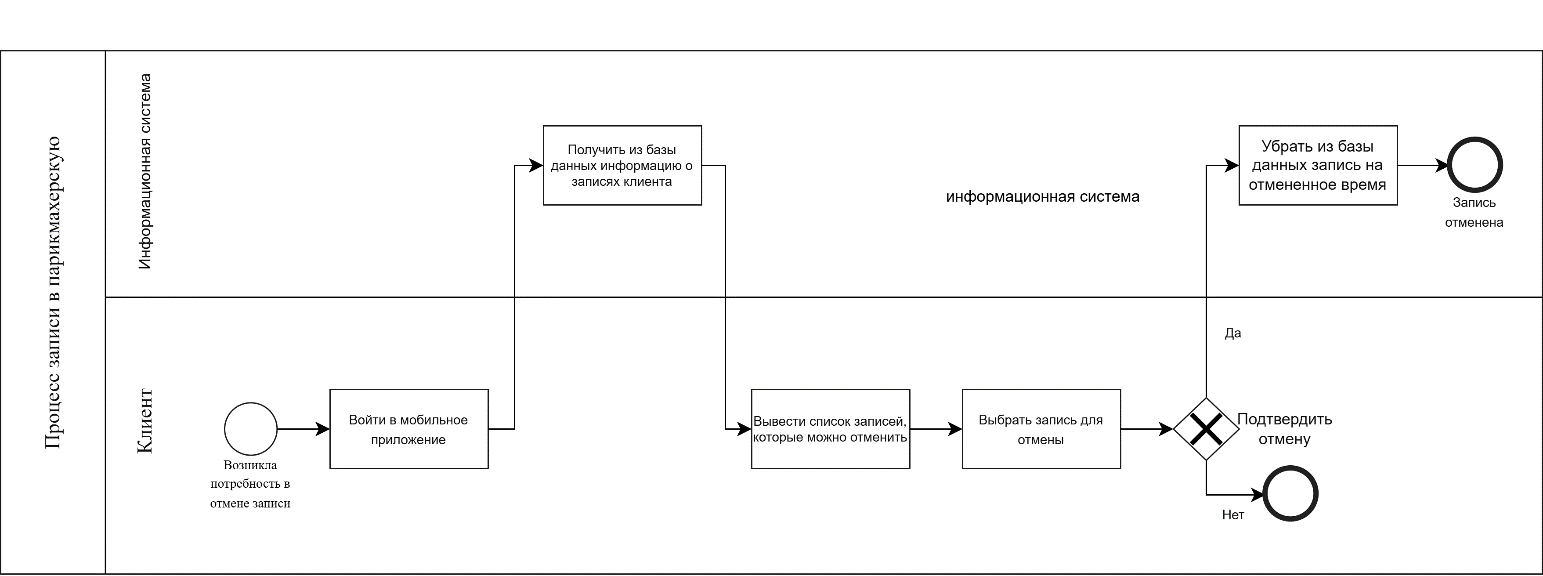 Процесс записи в парикмахерскую
Информационная система
Получить из базы
данных информацию о
записях клиента
информационная система
Убрать из базы
данных запись на
отмененное время
Запись
отменена
Клиент
Возникла
потребность в
отмене записи
Войти в мобильное
приложение
Вывести список записей,
которые можно отменить
Выбрать запись для
отмены
Да
Подтвердить
отмену
Нет